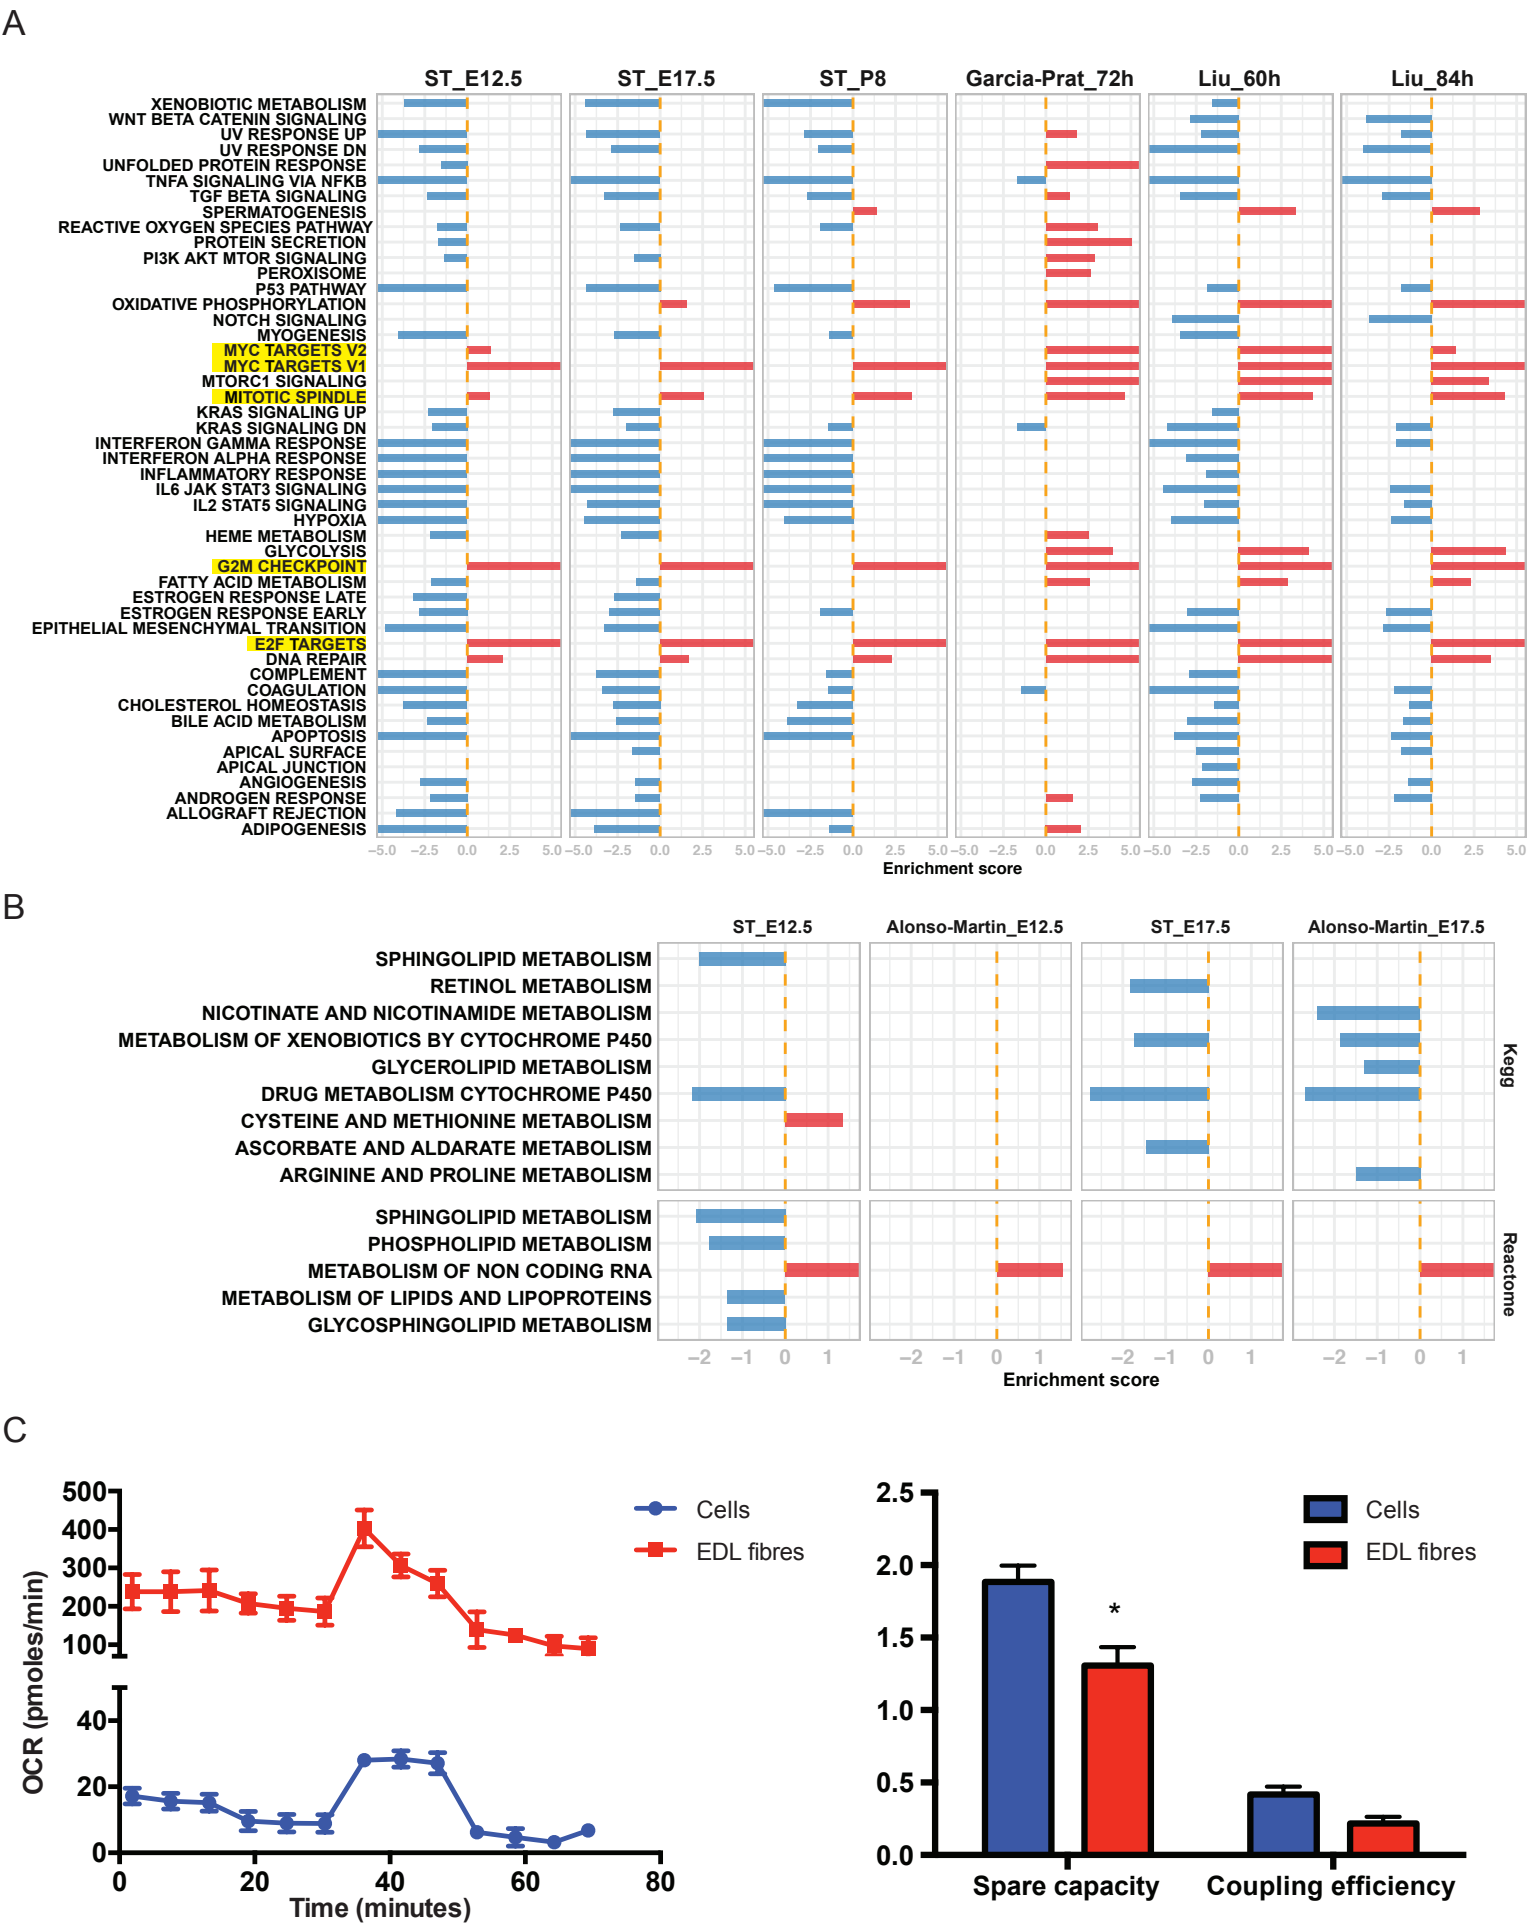 A
ST_E12.5 ST_E17.5 ST_P8 Garcia-Prat_72h Liu_60h Liu_84h
XENOBIOTIC METABOLISM
WNT BETA CATENIN SIGNALING
UV RESPONSE UP
UV RESPONSE DN
UNFOLDED PROTEIN RESPONSE
TNFA SIGNALING VIA NFKB
TGF BETA SIGNALING
SPERMATOGENESIS
REACTIVE OXYGEN SPECIES PATHWAY
PROTEIN SECRETION
PI3K AKT MTOR SIGNALING
PEROXISOME
P53 PATHWAY
OXIDATIVE PHOSPHORYLATION
NOTCH SIGNALING
MYOGENESIS
MYC TARGETS V2
MYC TARGETS V1
MTORC1 SIGNALING
MITOTIC SPINDLE
KRAS SIGNALING UP
KRAS SIGNALING DN
INTERFERON GAMMA RESPONSE
INTERFERON ALPHA RESPONSE
INFLAMMATORY RESPONSE
IL6 JAK STAT3 SIGNALING
IL2 STAT5 SIGNALING
HYPOXIA
HEME METABOLISM
GLYCOLYSIS
G2M CHECKPOINT
FATTY ACID METABOLISM
ESTROGEN RESPONSE LATE
ESTROGEN RESPONSE EARLY
EPITHELIAL MESENCHYMAL TRANSITION
E2F TARGETS
DNA REPAIR
COMPLEMENT
COAGULATION
CHOLESTEROL HOMEOSTASIS
BILE ACID METABOLISM
APOPTOSIS
APICAL SURFACE
APICAL JUNCTION
ANGIOGENESIS
ANDROGEN RESPONSE
ALLOGRAFT REJECTION
ADIPOGENESIS
−5.0 −2.5 0.0 2.5 5.0 −5.0 −2.5 0.0 2.5 5.0 −5.0 −2.5 0.0 2.5 5.0 −5.0 −2.5 0.0 2.5 5.0 −5.0 −2.5 0.0 2.5 5.0 −5.0 −2.5 0.0 2.5 5.0
Enrichment score
B
ST_E12.5 Alonso-Martin_E12.5 ST_E17.5 Alonso-Martin_E17.5
SPHINGOLIPID METABOLISM
RETINOL METABOLISM
NICOTINATE AND NICOTINAMIDE METABOLISM
METABOLISM OF XENOBIOTICS BY CYTOCHROME P450
GLYCEROLIPID METABOLISM
DRUG METABOLISM CYTOCHROME P450
CYSTEINE AND METHIONINE METABOLISM
ASCORBATE AND ALDARATE METABOLISM
ARGININE AND PROLINE METABOLISM
Kegg
SPHINGOLIPID METABOLISM
PHOSPHOLIPID METABOLISM
METABOLISM OF NON CODING RNA
METABOLISM OF LIPIDS AND LIPOPROTEINS
GLYCOSPHINGOLIPID METABOLISM
Reactome
−2 −1 0 1 −2 −1 0 1 −2 −1 0 1 −2 −1 0 1
Enrichment score
C
500
400
300
200
100
40
20
0
OCR (pmoles/min)
0 20 40 60 80
Time (minutes)
Cells
EDL fibres
2.5
2.0
1.5
1.0
0.5
0.0
*
Cells
EDL fibres
Spare capacity Coupling efficiency